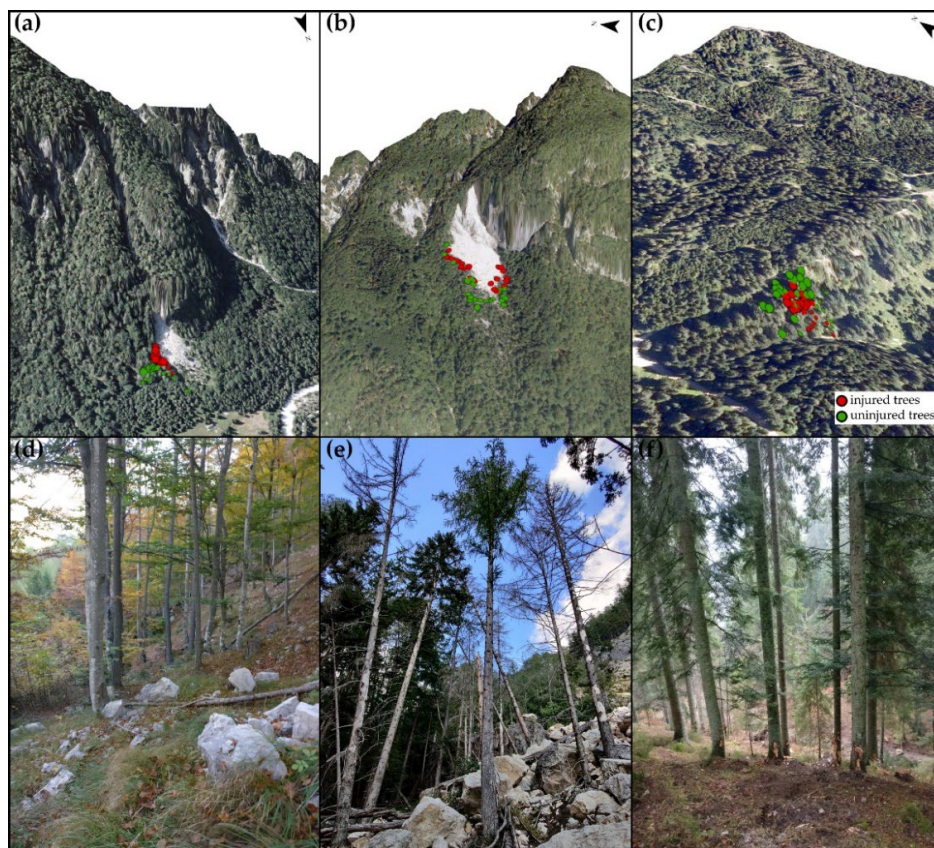 (a)
(b)
(c)
N
N
N
injured trees
uninjured trees
(d)
(e)
(f)